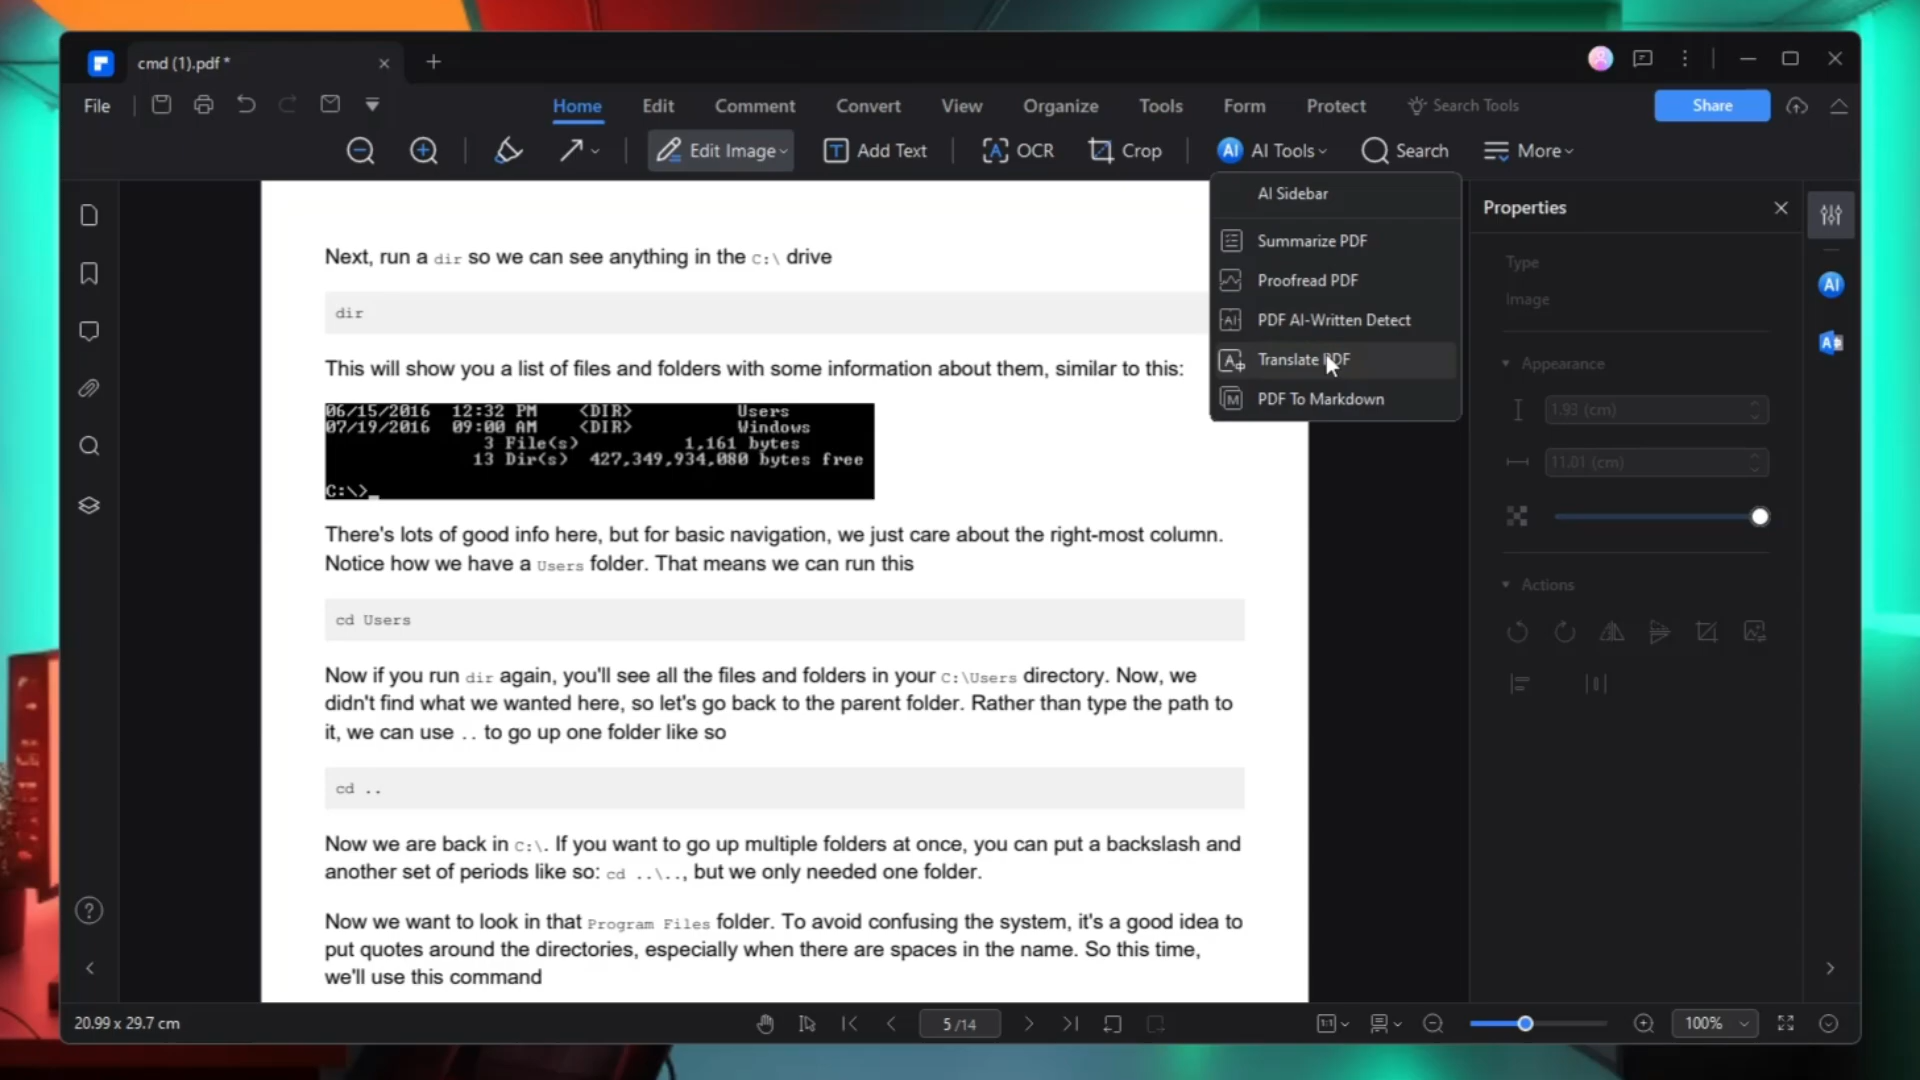 cmd (1).pdf *
File
Home
Edit
Comment
Convert
View
Organize
Tools
Form
Protect
Search Tools
Share
Edit Image
Add Text
OCR
Crop
AI AI Tools
Search
More
AI Sidebar
Summarize PDF
Proofread PDF
PDF AI-Written Detect
Translate PDF
PDF To Markdown
Next, run a dir so we can see anything in the C:\ drive
dir
This will show you a list of files and folders with some information about them, similar to this:
06/15/2016 12:32 PM <DIR> Users
07/19/2016 09:00 AM <DIR> Windows
3 File(s) 1,161 bytes
13 Dir(s) 427,349,934,080 bytes free
C:\>_
There's lots of good info here, but for basic navigation, we just care about the right-most column.
Notice how we have a Users folder. That means we can run this
cd Users
Now if you run dir again, you'll see all the files and folders in your C:\Users directory. Now, we
didn't find what we wanted here, so let's go back to the parent folder. Rather than type the path to
it, we can use .. to go up one folder like so
cd ..
Now we are back in C:\. If you want to go up multiple folders at once, you can put a backslash and
another set of periods like so: cd ..\.., but we only needed one folder.
Now we want to look in that Program Files folder. To avoid confusing the system, it's a good idea to
put quotes around the directories, especially when there are spaces in the name. So this time,
we'll use this command
Properties
Type
Image
Appearance
1.93 (cm)
11.01 (cm)
Actions
AI
20.99 x 29.7 cm
5 /14
100%